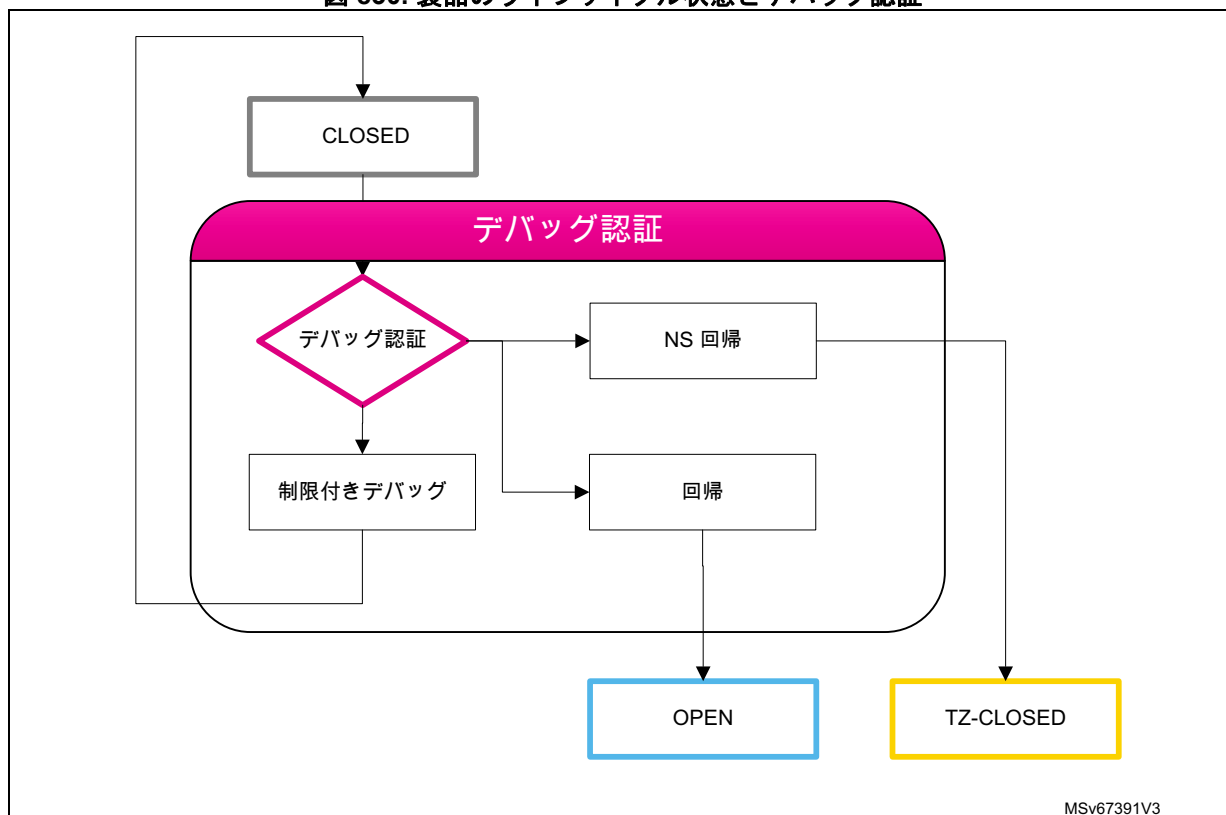 CLOSED
デバッグ認証
デバッグ認証
NS 回帰
制限付きデバッグ
回帰
OPEN
TZ-CLOSED
MSv67391V3